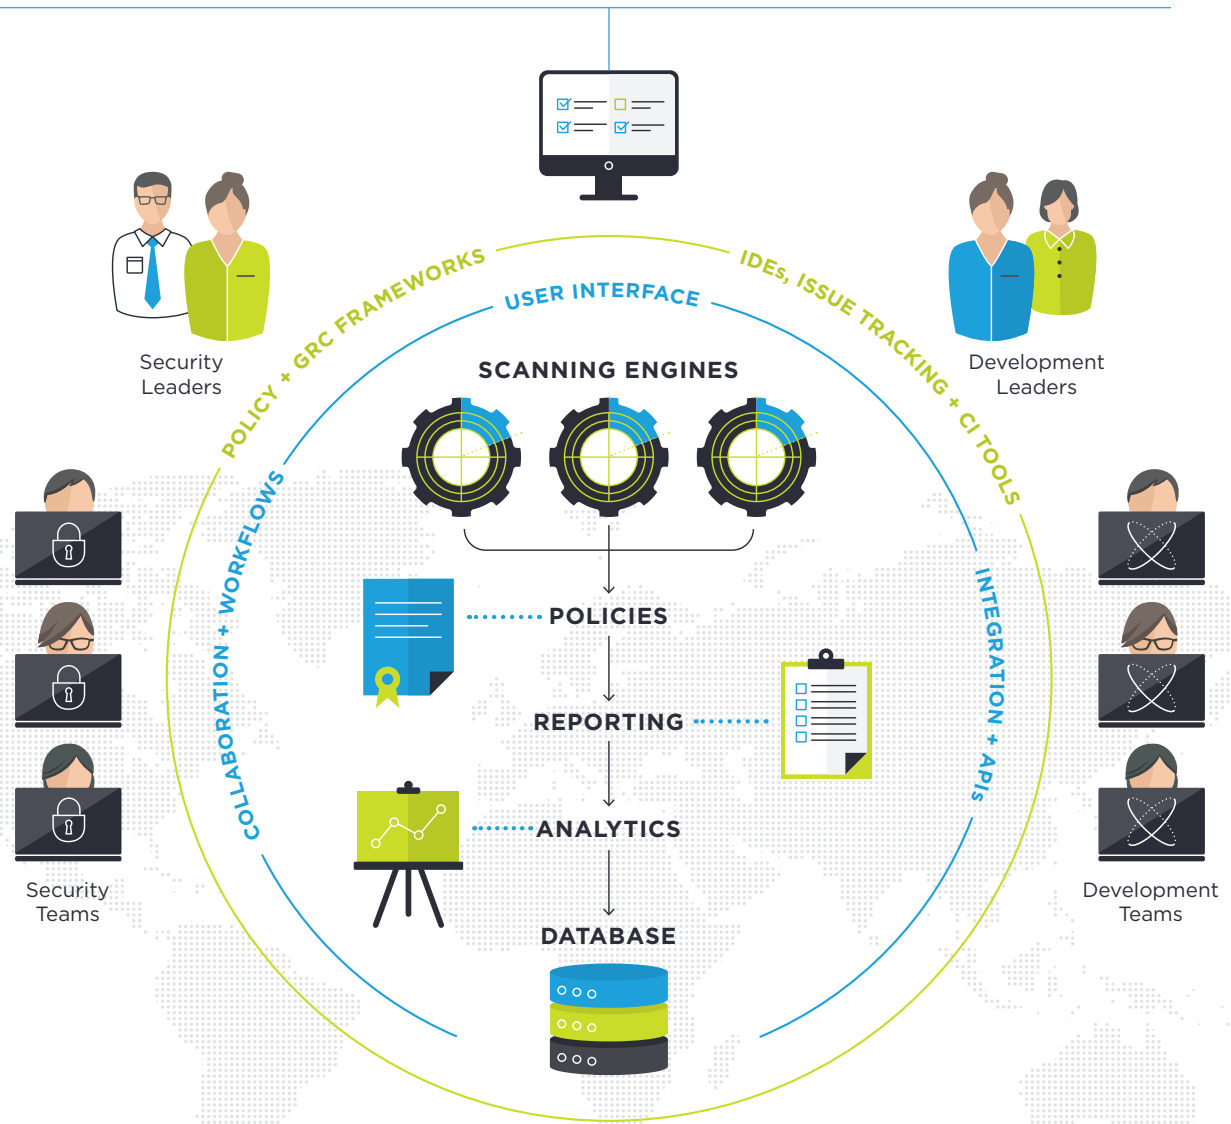 POLICY + GRC FRAMEWORKS
IDEs, ISSUE TRACKING + CI TOOLS
USER INTERFACE
Security
Leaders
Development
Leaders
SCANNING ENGINES
COLLABORATION + WORKFLOWS
INTEGRATION + APIs
POLICIES
REPORTING
ANALYTICS
DATABASE
Security
Teams
Development
Teams